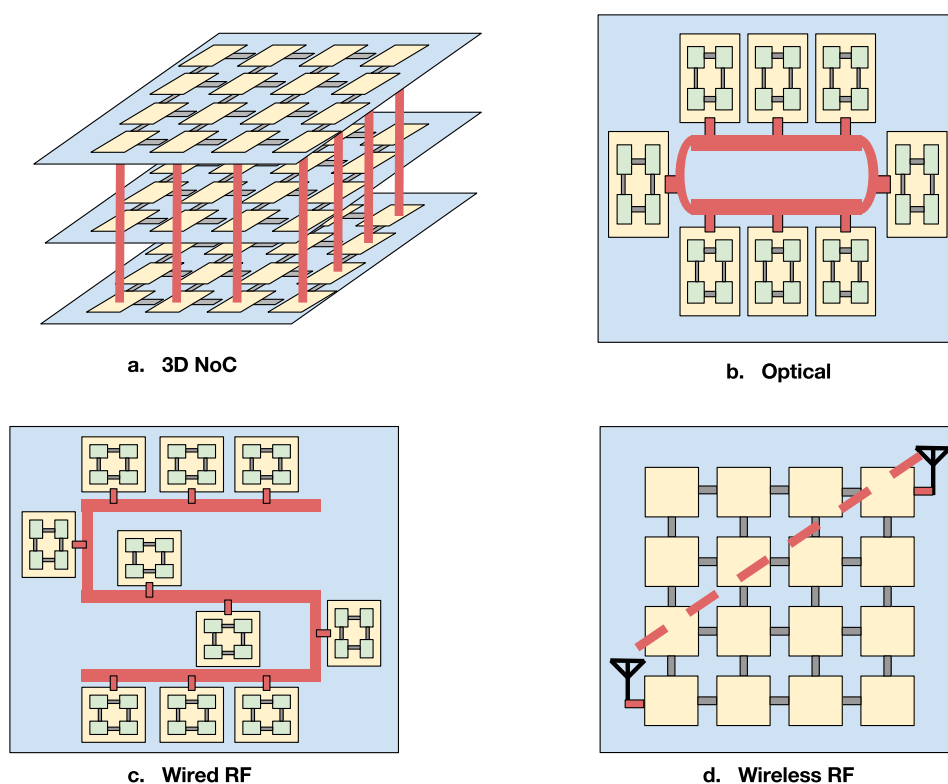 a. 3D NoC
b. Optical
c. Wired RF
d. Wireless RF